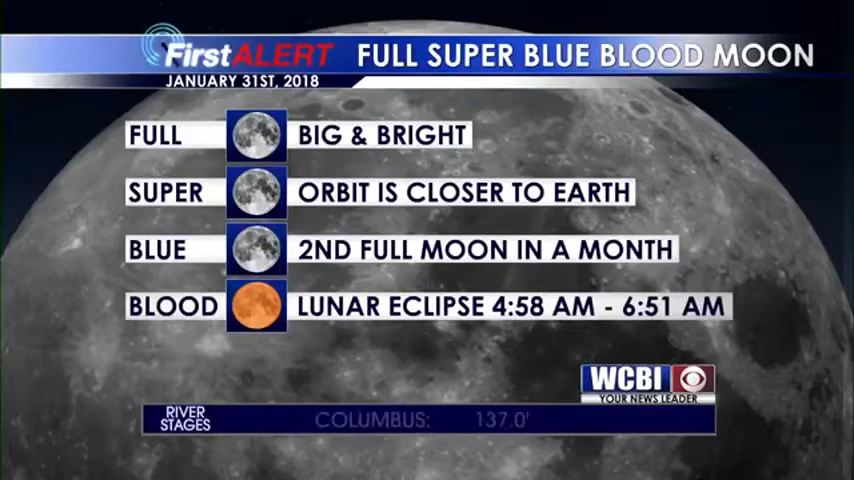 FirstALERT FULL SUPER BLUE BLOOD MOON
JANUARY 31ST, 2018
FULL BIG & BRIGHT
SUPER ORBIT IS CLOSER TO EARTH
BLUE 2ND FULL MOON IN A MONTH
BLOOD LUNAR ECLIPSE 4:58 AM - 6:51 AM
WCBI
YOUR NEWS LEADER
RIVER STAGES COLUMBUS: 137.0'